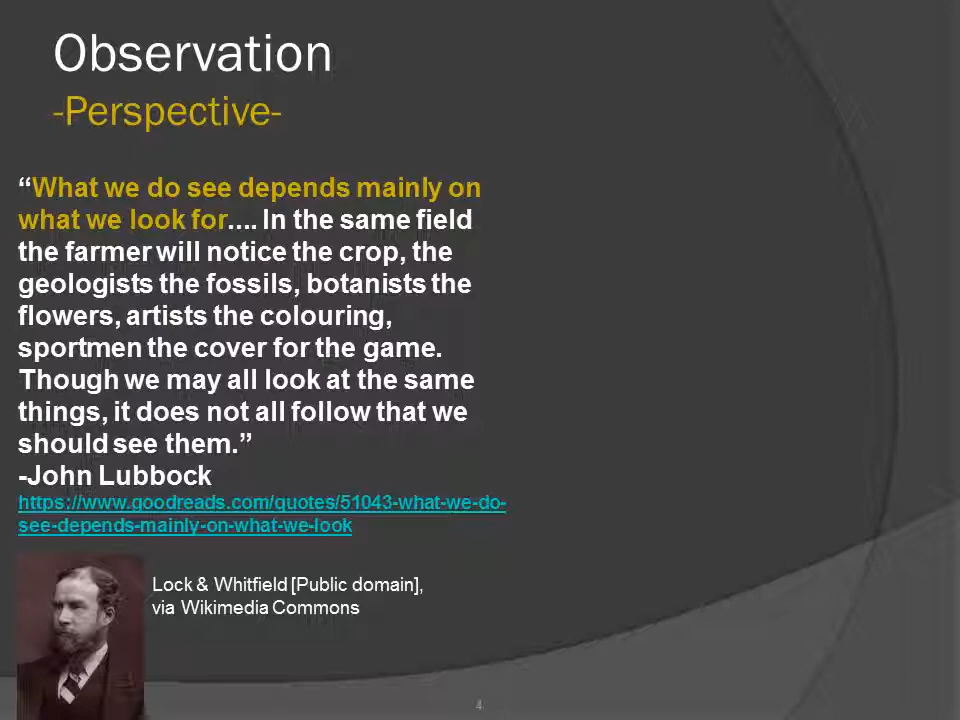 Observation
-Perspective-
“What we do see depends mainly on
what we look for.... In the same field
the farmer will notice the crop, the
geologists the fossils, botanists the
flowers, artists the colouring,
sportmen the cover for the game.
Though we may all look at the same
things, it does not all follow that we
should see them.”
-John Lubbock
https://www.goodreads.com/quotes/51043-what-we-do-
see-depends-mainly-on-what-we-look
Lock & Whitfield [Public domain],
via Wikimedia Commons
4